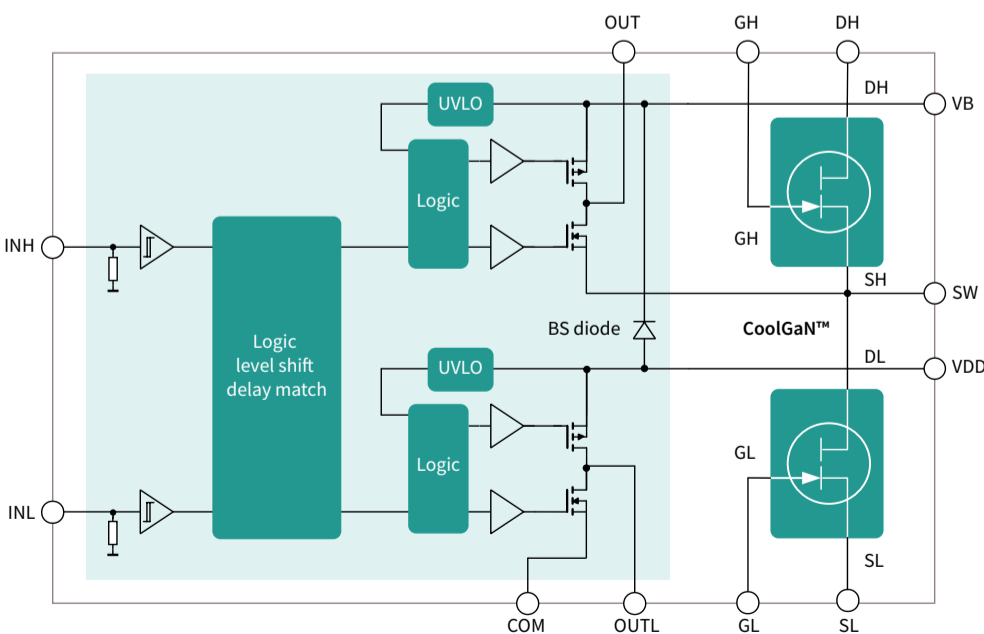 OUT
GH
DH
DH
VB
UVLO
Logic
INH
GH
SH
SW
Logic
level shift
delay match
BS diode
CoolGaN™
DL
VDD
UVLO
Logic
GL
INL
SL
COM
OUTL
GL
SL